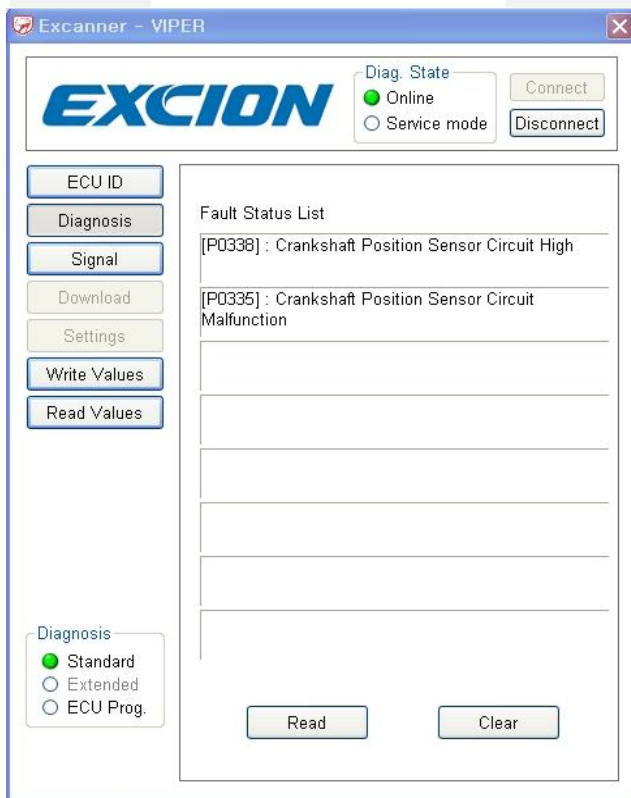 Excanner - VIPER
EXCION
Diag. State
Online
Service mode
Connect
Disconnect
ECU ID
Diagnosis
Signal
Download
Settings
Write Values
Read Values
Fault Status List
[P0338] : Crankshaft Position Sensor Circuit High
[P0335] : Crankshaft Position Sensor Circuit
Malfunction
Diagnosis
Standard
Extended
ECU Prog.
Read
Clear